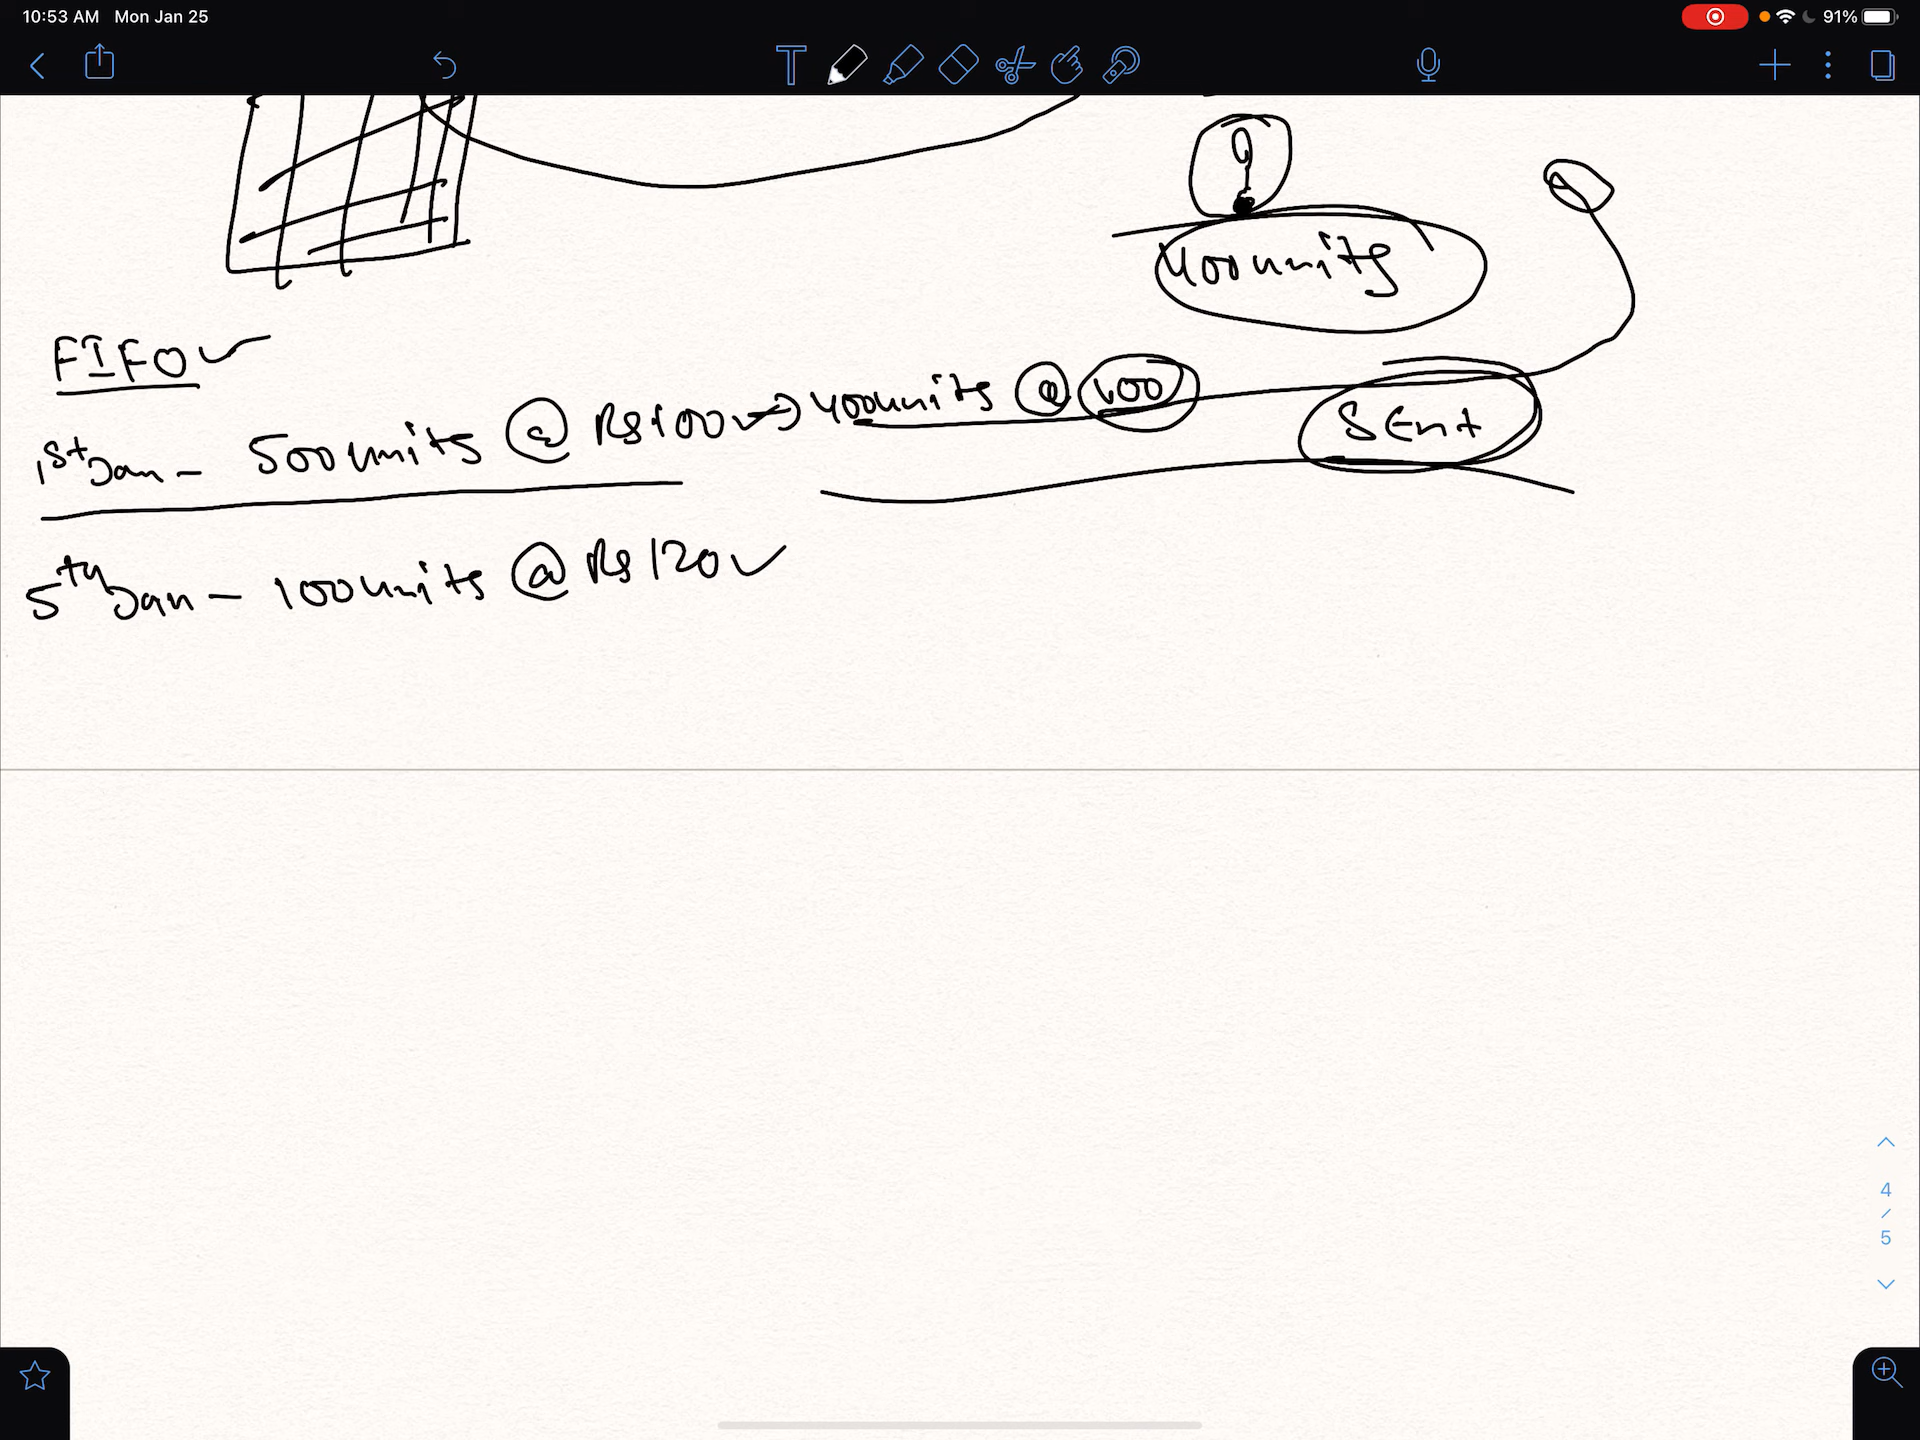 10:53 AM Mon Jan 25 91%
T
400 units
FIFO
1st Jan - 500 units @ Rs 100 → 400 units @ 100
Sent
5th Jan - 100 units @ Rs 120
4
/
5